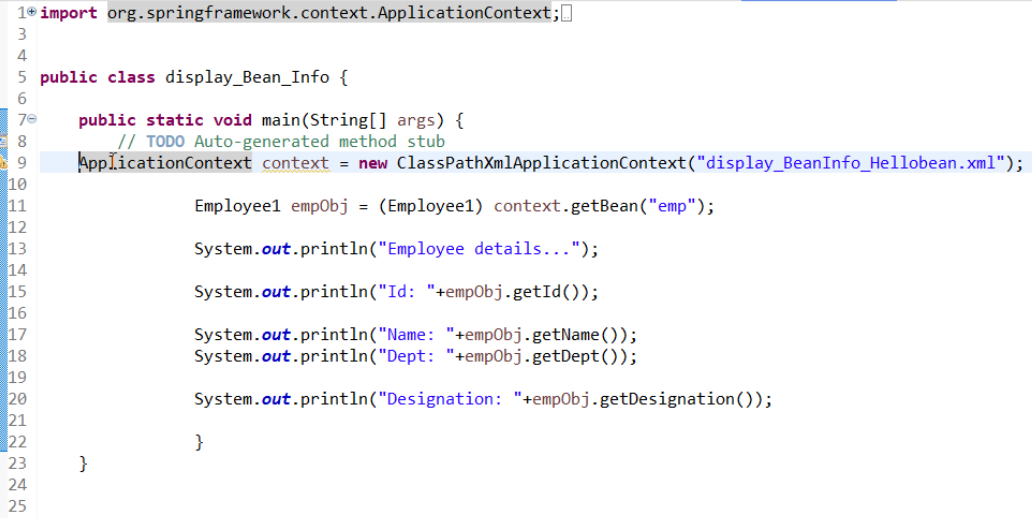 1 import org.springframework.context.ApplicationContext;
3
4
5 public class display_Bean_Info {
6
7 public static void main(String[] args) {
8 // TODO Auto-generated method stub
9 ApplicationContext context = new ClassPathXmlApplicationContext("display_BeanInfo_Hellobean.xml");
10
11 Employee1 empObj = (Employee1) context.getBean("emp");
12
13 System.out.println("Employee details...");
14
15 System.out.println("Id: "+empObj.getId());
16
17 System.out.println("Name: "+empObj.getName());
18 System.out.println("Dept: "+empObj.getDept());
19
20 System.out.println("Designation: "+empObj.getDesignation());
21
22 }
23 }
24
25